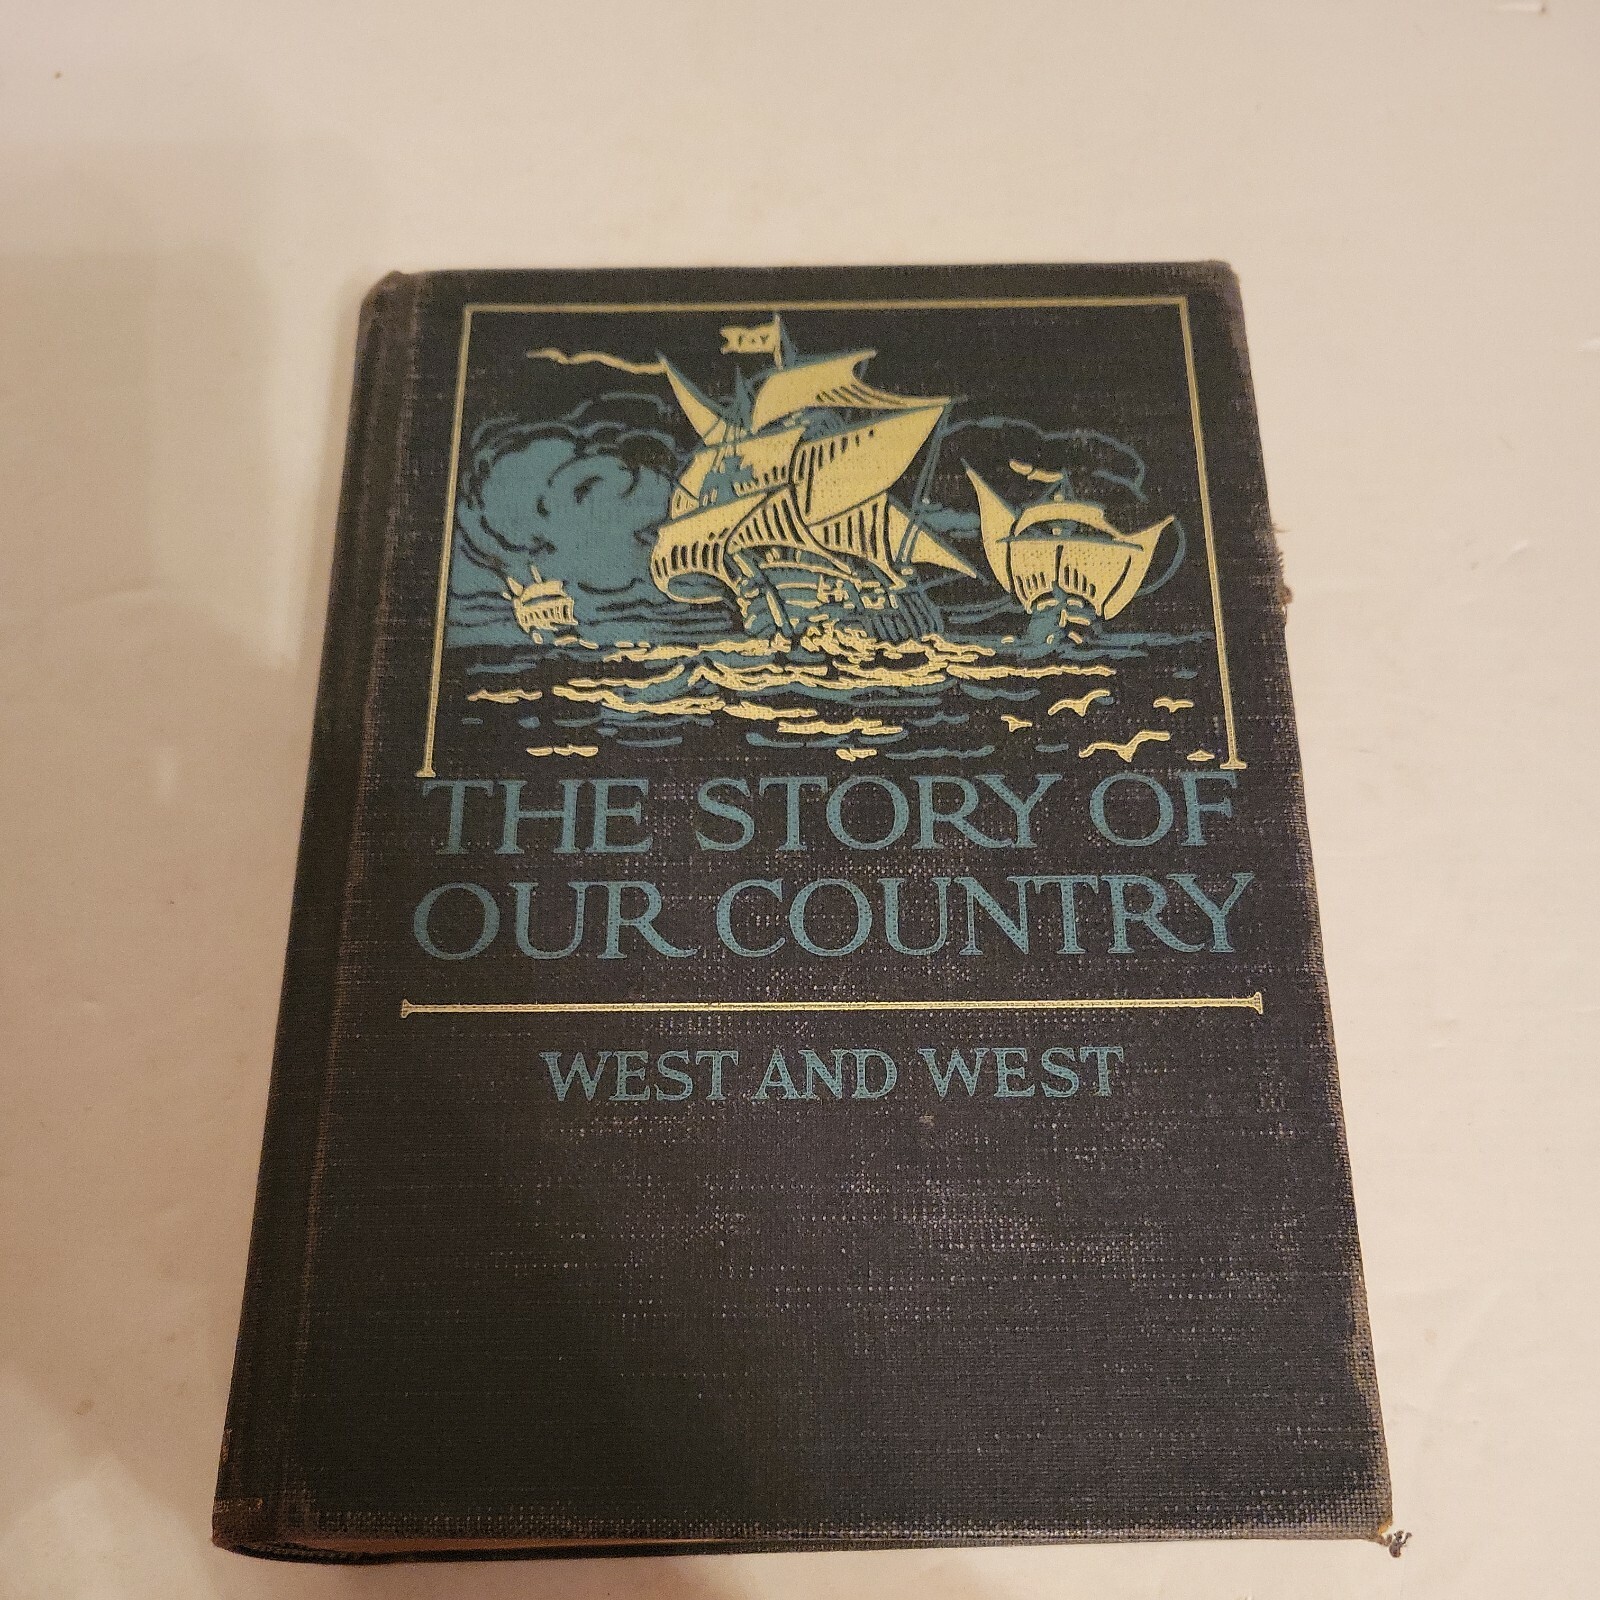 THE STORY OF
OUR COUNTRY
WEST AND WEST